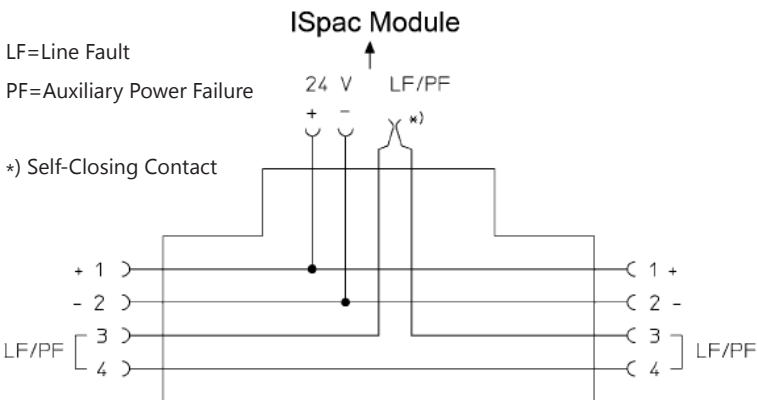 ISpac Module
LF=Line Fault
PF=Auxiliary Power Failure
24 V LF/PF
+ - *)
*) Self-Closing Contact
+ 1 1 +
- 2 2 -
3 3
LF/PF LF/PF
4 4